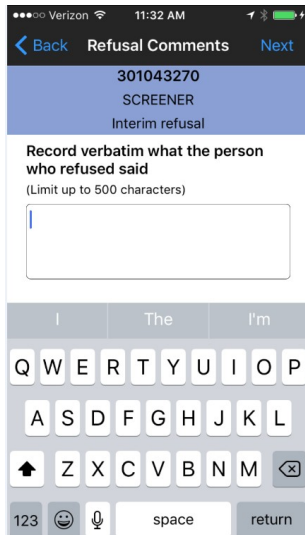 Verizon 11:32 AM
Back Refusal Comments Next
301043270
SCREENER
Interim refusal
Record verbatim what the person
who refused said
(Limit up to 500 characters)
I The I'm
Q W E R T Y U I O P
A S D F G H J K L
Z X C V B N M
123 space return